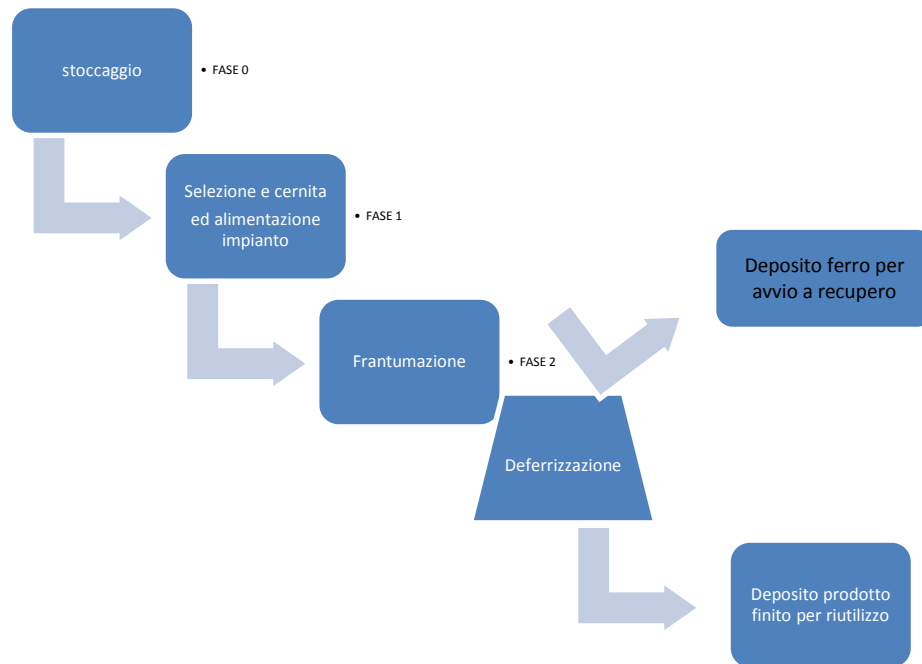 stoccaggio
• FASE 0
Selezione e cernita
ed alimentazione
impianto
• FASE 1
Deposito ferro per
avvio a recupero
Frantumazione
• FASE 2
Deferrizzazione
Deposito prodotto
finito per riutilizzo